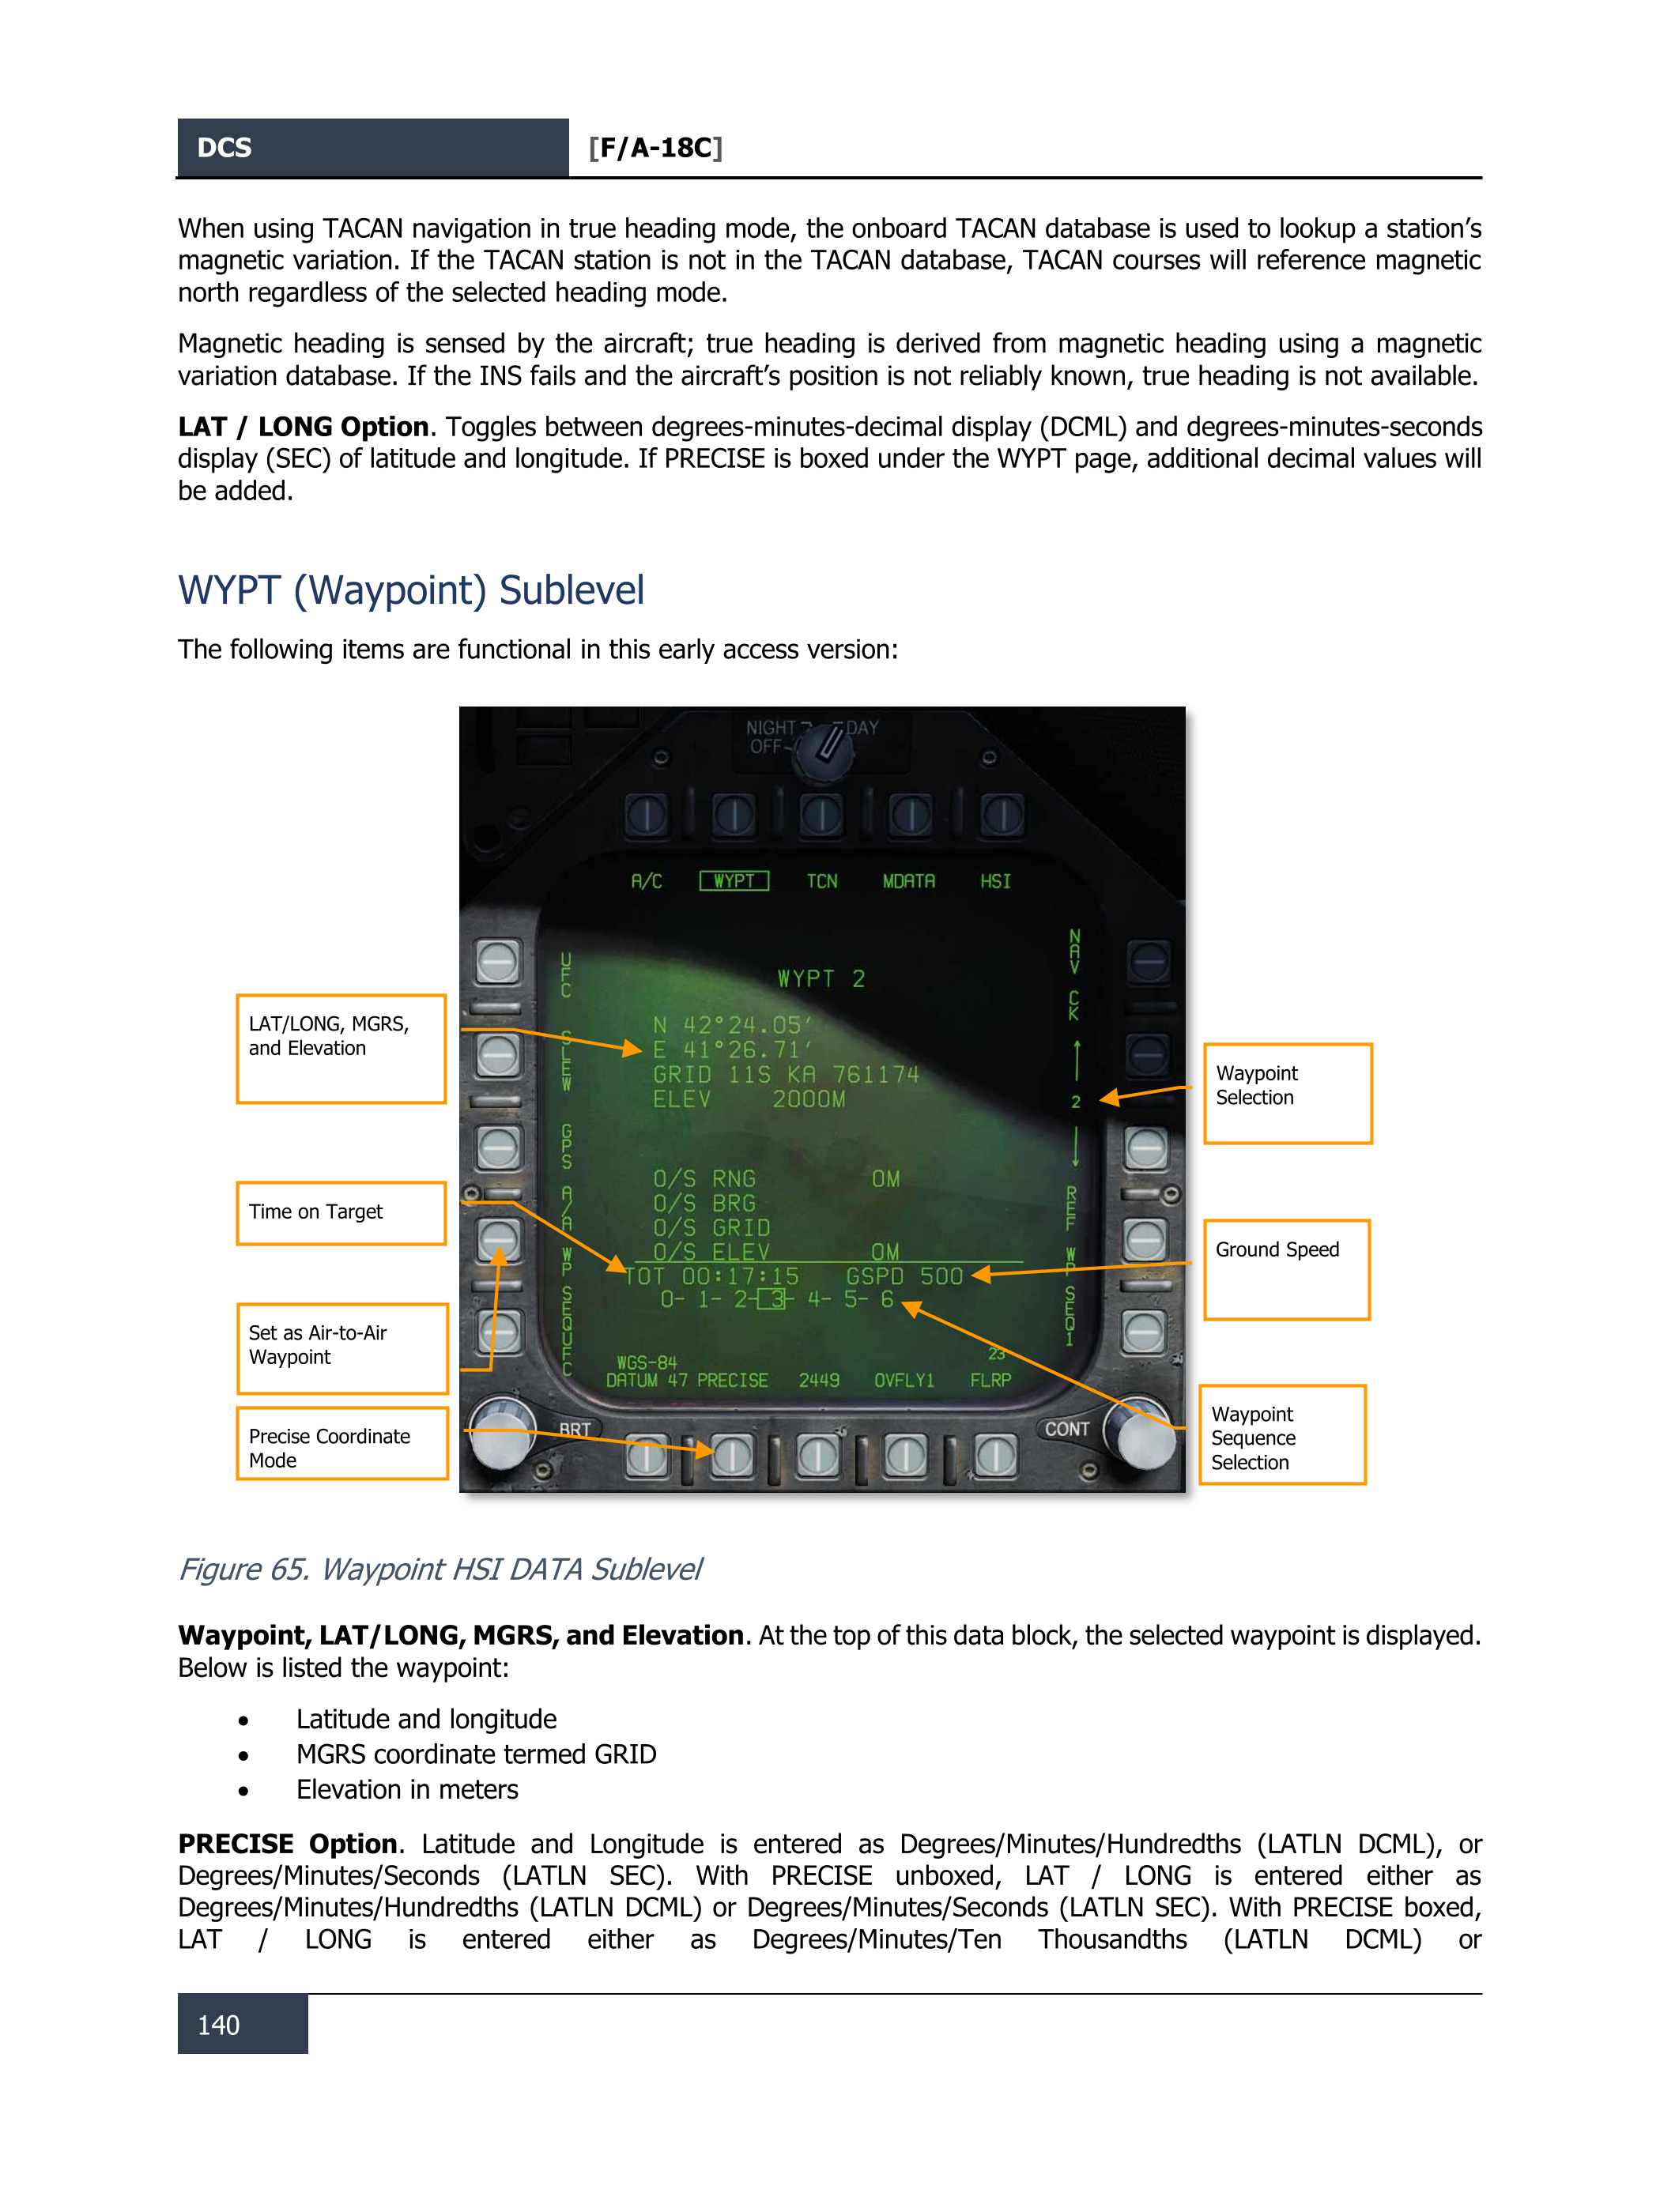 DCS [F/A-18C]
When using TACAN navigation in true heading mode, the onboard TACAN database is used to lookup a station’s
magnetic variation. If the TACAN station is not in the TACAN database, TACAN courses will reference magnetic
north regardless of the selected heading mode.
Magnetic heading is sensed by the aircraft; true heading is derived from magnetic heading using a magnetic
variation database. If the INS fails and the aircraft’s position is not reliably known, true heading is not available.
LAT / LONG Option. Toggles between degrees-minutes-decimal display (DCML) and degrees-minutes-seconds
display (SEC) of latitude and longitude. If PRECISE is boxed under the WYPT page, additional decimal values will
be added.
WYPT (Waypoint) Sublevel
The following items are functional in this early access version:
NIGHT DAY
OFF
A/C WYPT TCN MDATA HSI
UFC
SLEW
GPS
A/A WP
SEQUFC
NAV CK
2
REF WP
SEQ1
WYPT 2
N 42°24.05′
E 41°26.71′
GRID 11S KA 761174
ELEV 2000M
O/S RNG 0M
O/S BRG
O/S GRID
O/S ELEV 0M
TOT 00:17:15 GSPD 500
0- 1- 2- 3- 4- 5- 6
23
WGS-84
DATUM 47 PRECISE 2449 OVFLY1 FLRP
BRT CONT
LAT/LONG, MGRS,
and Elevation
Time on Target
Set as Air-to-Air
Waypoint
Precise Coordinate
Mode
Waypoint
Selection
Ground Speed
Waypoint
Sequence
Selection
Figure 65. Waypoint HSI DATA Sublevel
Waypoint, LAT/LONG, MGRS, and Elevation. At the top of this data block, the selected waypoint is displayed.
Below is listed the waypoint:
• Latitude and longitude
• MGRS coordinate termed GRID
• Elevation in meters
PRECISE Option. Latitude and Longitude is entered as Degrees/Minutes/Hundredths (LATLN DCML), or
Degrees/Minutes/Seconds (LATLN SEC). With PRECISE unboxed, LAT / LONG is entered either as
Degrees/Minutes/Hundredths (LATLN DCML) or Degrees/Minutes/Seconds (LATLN SEC). With PRECISE boxed,
LAT / LONG is entered either as Degrees/Minutes/Ten Thousandths (LATLN DCML) or
140